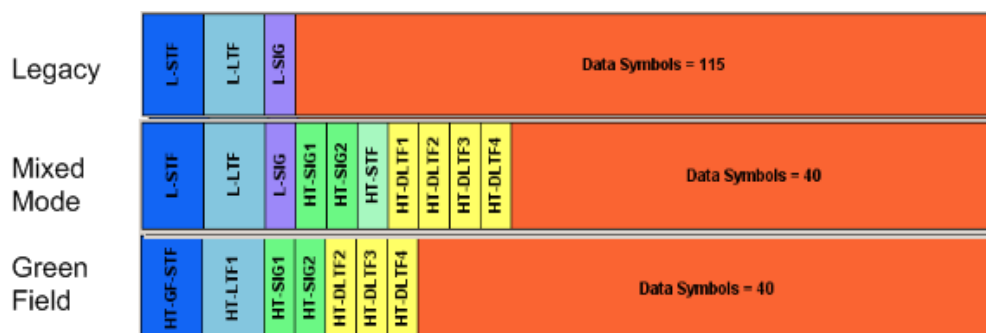 Legacy
L-STF
L-LTF
L-SIG
Data Symbols = 115
Mixed
Mode
L-STF
L-LTF
L-SIG
HT-SIG1
HT-SIG2
HT-STF
HT-DLTF1
HT-DLTF2
HT-DLTF3
HT-DLTF4
Data Symbols = 40
Green
Field
HT-GF-STF
HT-LTF1
HT-SIG1
HT-SIG2
HT-DLTF2
HT-DLTF3
HT-DLTF4
Data Symbols = 40